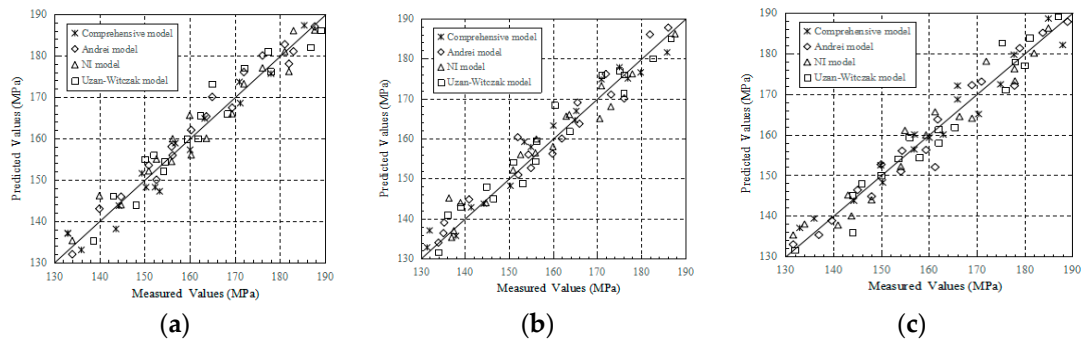 190
180
170
160
150
140
130
Predicted Values (MPa)
Comprehensive model
Andrei model
NI model
Uzan-Witczak model
130 140 150 160 170 180 190
Measured Values (MPa)
(a)
190
180
170
160
150
140
130
Predicted Values (MPa)
Comprehensive model
Andrei model
NI model
Uzan-Witczak model
130 140 150 160 170 180 190
Measured Values (MPa)
(b)
190
180
170
160
150
140
130
Predicted Values (MPa)
Comprehensive model
Andrei model
NI model
Uzan-Witczak model
130 140 150 160 170 180 190
Measured Values (MPa)
(c)